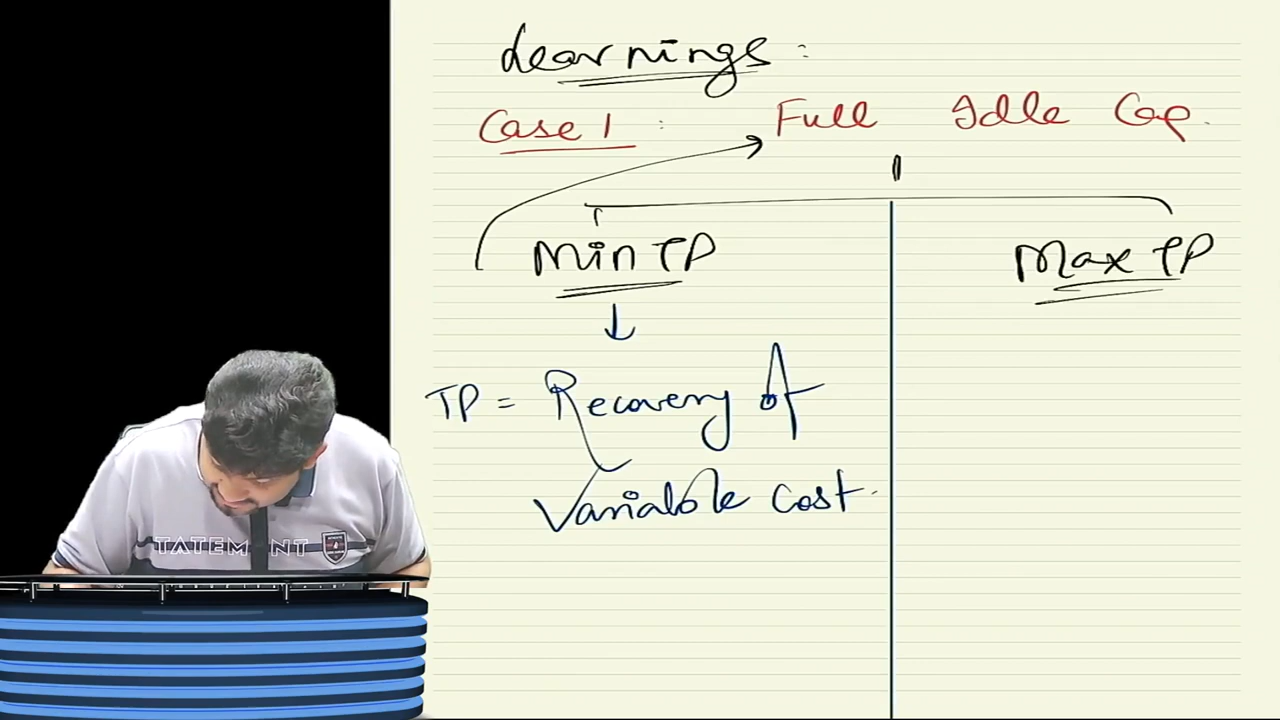 Learnings :
Case 1 : Full Idle Cap.
Min TP
Max TP
↓
TP = Recovery of
Variable cost.
TATEMENT